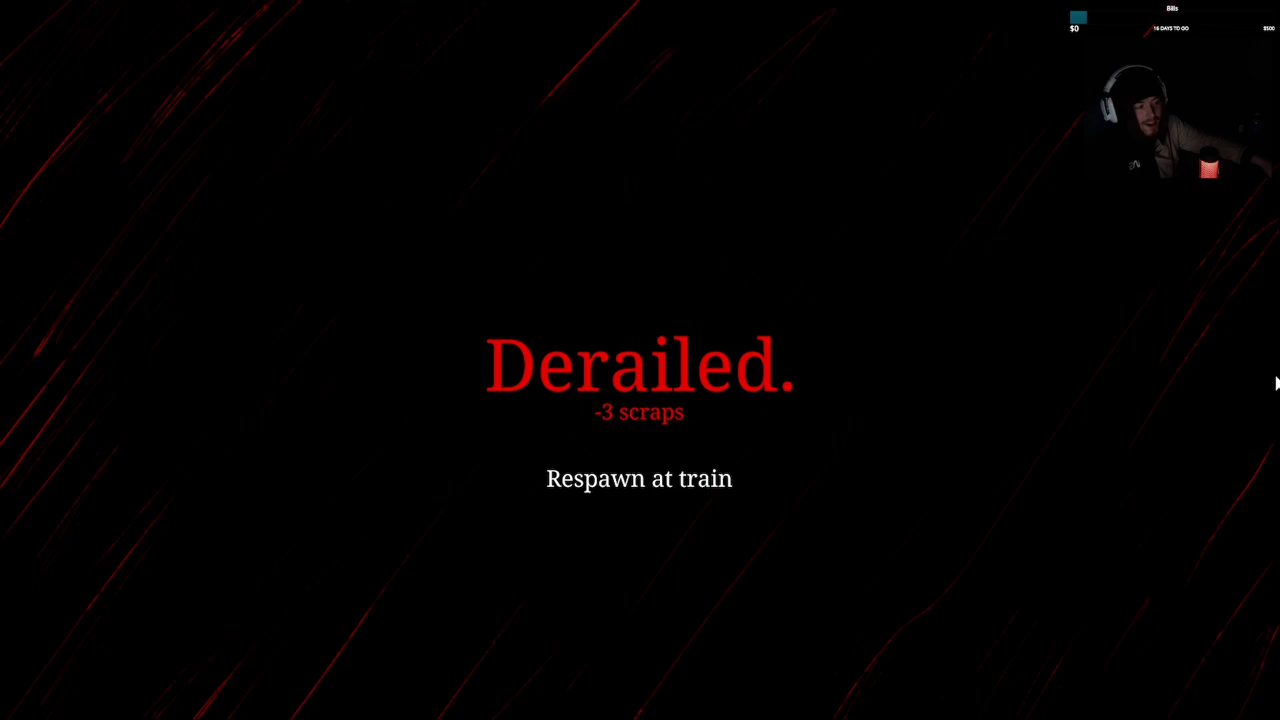 Bills
$0
16 DAYS TO GO
$500
Derailed.
-3 scraps
Respawn at train